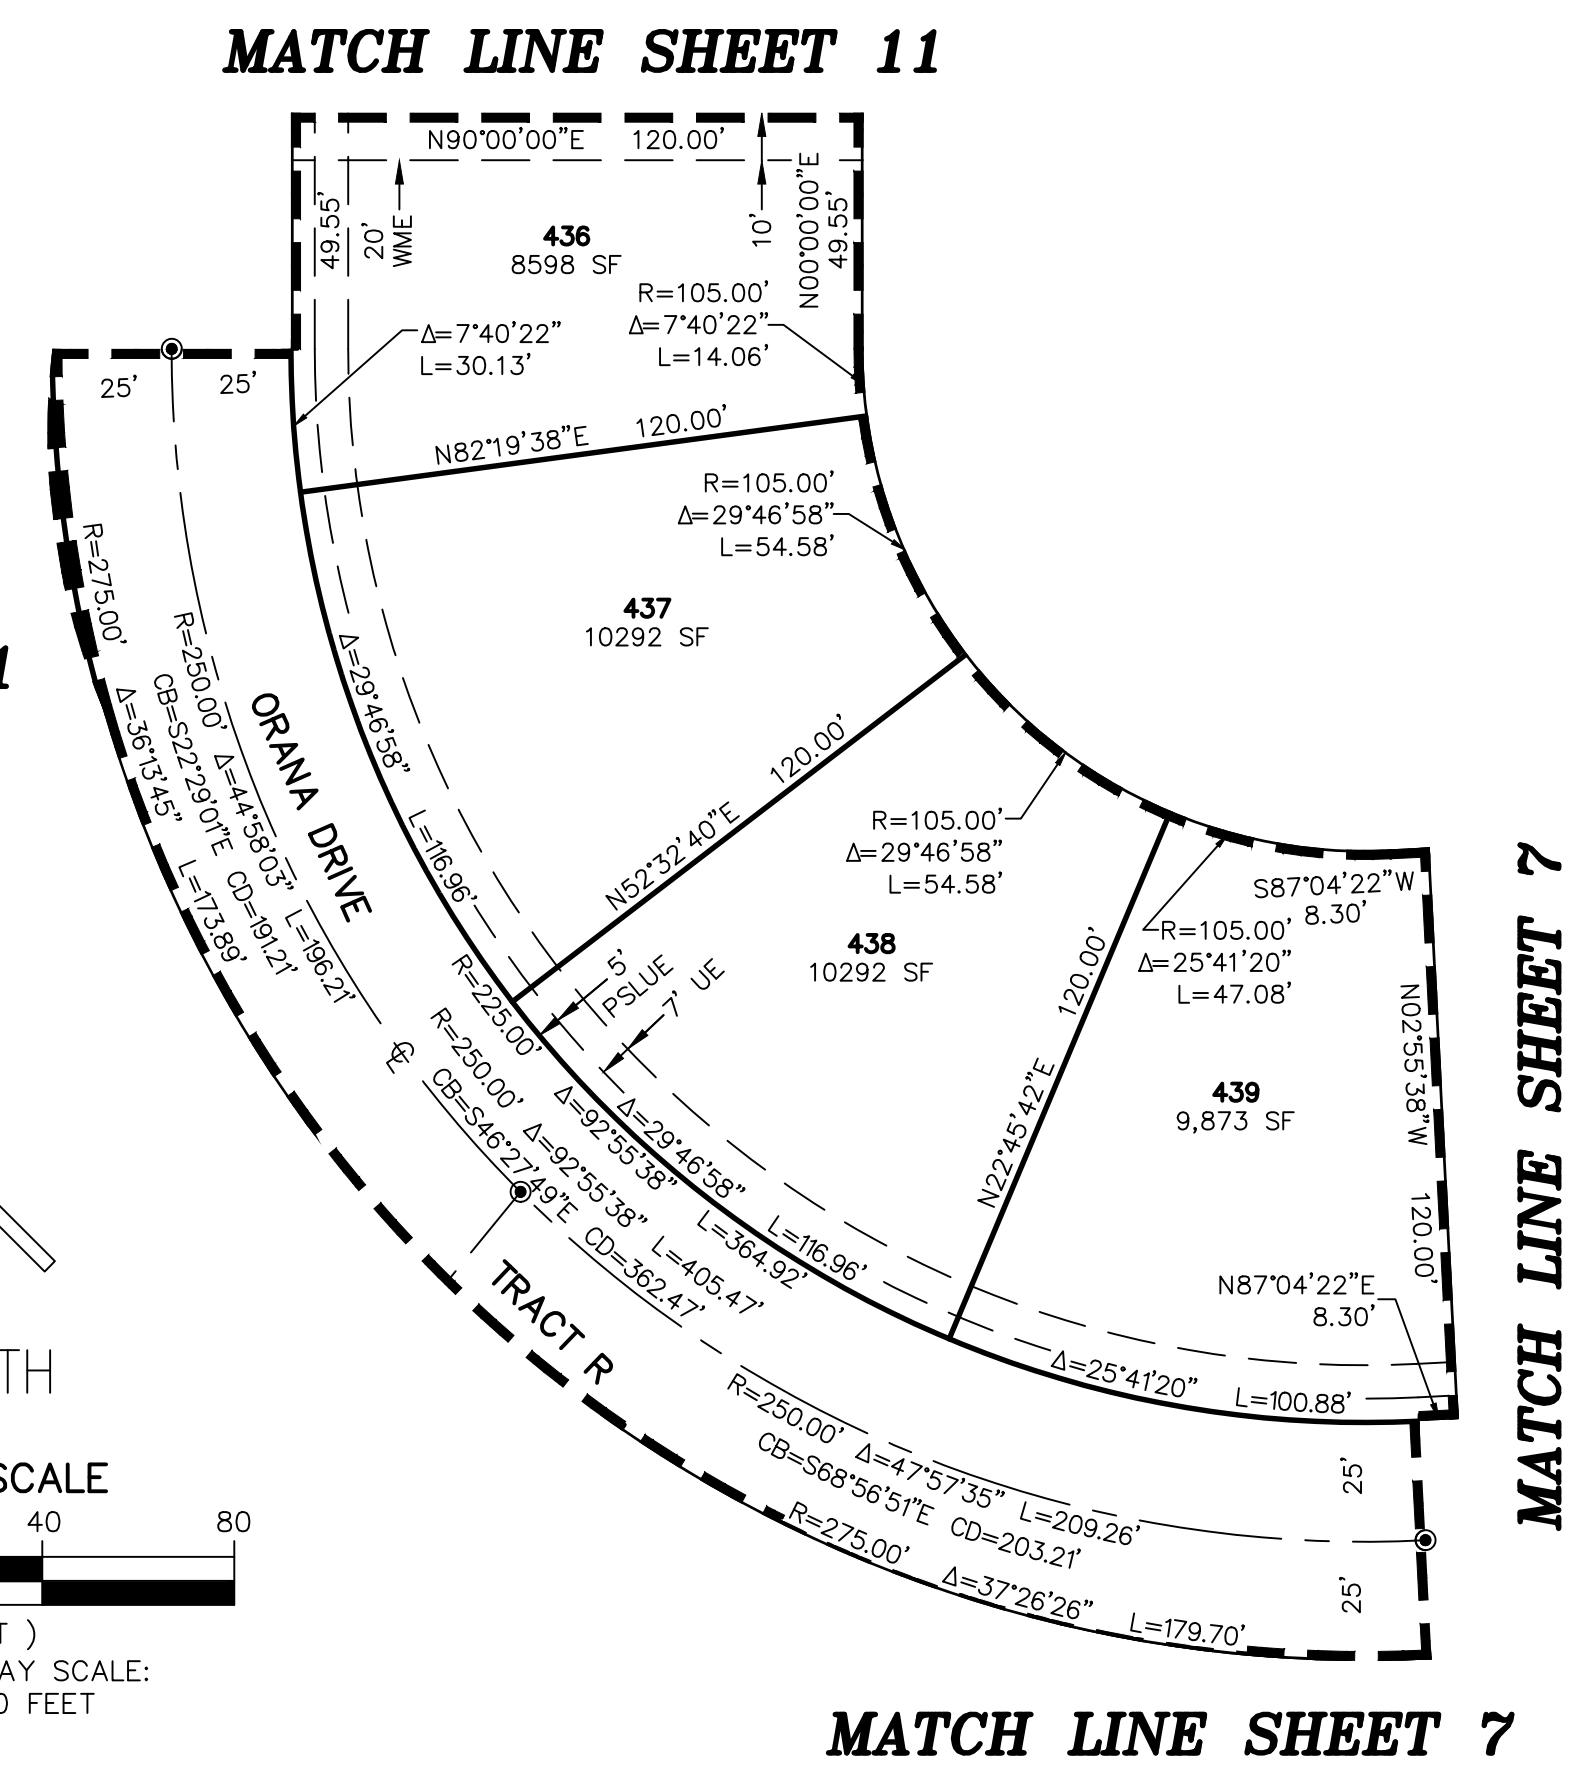 MATCH LINE SHEET 11
N90°00'00"E 120.00'
49.55'
20'
WME
10'
N00°00'00"E
49.55'
436
8598 SF
R=105.00'
Δ=7°40'22"
L=14.06'
Δ=7°40'22"
L=30.13'
25' 25'
N82°19'38"E 120.00'
R=105.00'
Δ=29°46'58"
L=54.58'
437
10292 SF
R=275.00' Δ=36°13'45" L=173.89'
R=250.00' Δ=44°58'03" L=196.21'
CB=S22°29'01"E CD=191.21'
ORANA DRIVE
Δ=29°46'58" L=116.96'
N52°32'40"E 120.00'
R=105.00'
Δ=29°46'58"
L=54.58'
438
10292 SF
5'
PSLUE
7' UE
R=225.00' Δ=92°55'38" L=364.92'
R=250.00' Δ=92°55'38" L=405.47'
CB=S46°27'49"E CD=362.47'
Δ=29°46'58" L=116.96'
N22°45'42"E 120.00'
S87°04'22"W
8.30'
R=105.00'
Δ=25°41'20"
L=47.08'
439
9,873 SF
N02°55'38"W 120.00'
N87°04'22"E
8.30'
Δ=25°41'20" L=100.88'
TRACT R
R=250.00' Δ=47°57'35" L=209.26'
CB=S68°56'51"E CD=203.21'
R=275.00' Δ=37°26'26" L=179.70'
25'
25'
MATCH LINE SHEET 7
1
TH
SCALE
40 80
T )
AY SCALE:
0 FEET
MATCH LINE SHEET 7